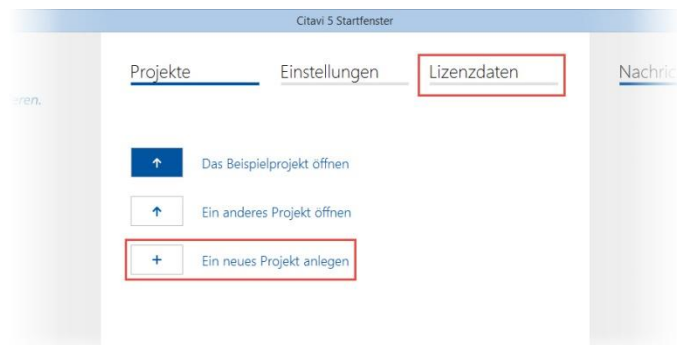 Citavi 5 Startfenster
Projekte Einstellungen Lizenzdaten
Das Beispielprojekt öffnen
Ein anderes Projekt öffnen
Ein neues Projekt anlegen